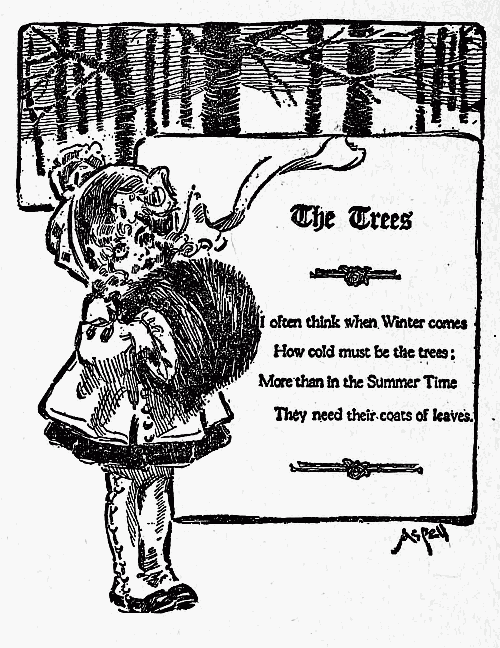 The Trees
I often think when Winter comes
How cold must be the trees;
More than in the Summer Time
They need their coats of leaves.